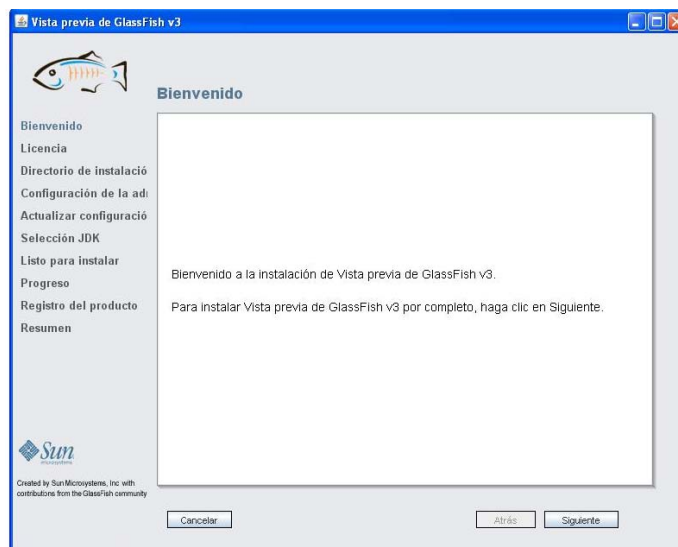 Vista previa de GlassFish v3
Bienvenido
Bienvenido
Licencia
Directorio de instalació
Configuración de la adı
Actualizar configuració
Selección JDK
Listo para instalar
Progreso
Registro del producto
Resumen
Bienvenido a la instalación de Vista previa de GlassFish v3.
Para instalar Vista previa de GlassFish v3 por completo, haga clic en Siguiente.
Sun
microsystems
Created by Sun Microsystems, Inc with
contributions from the GlassFish community
Cancelar
Atrás
Siguiente